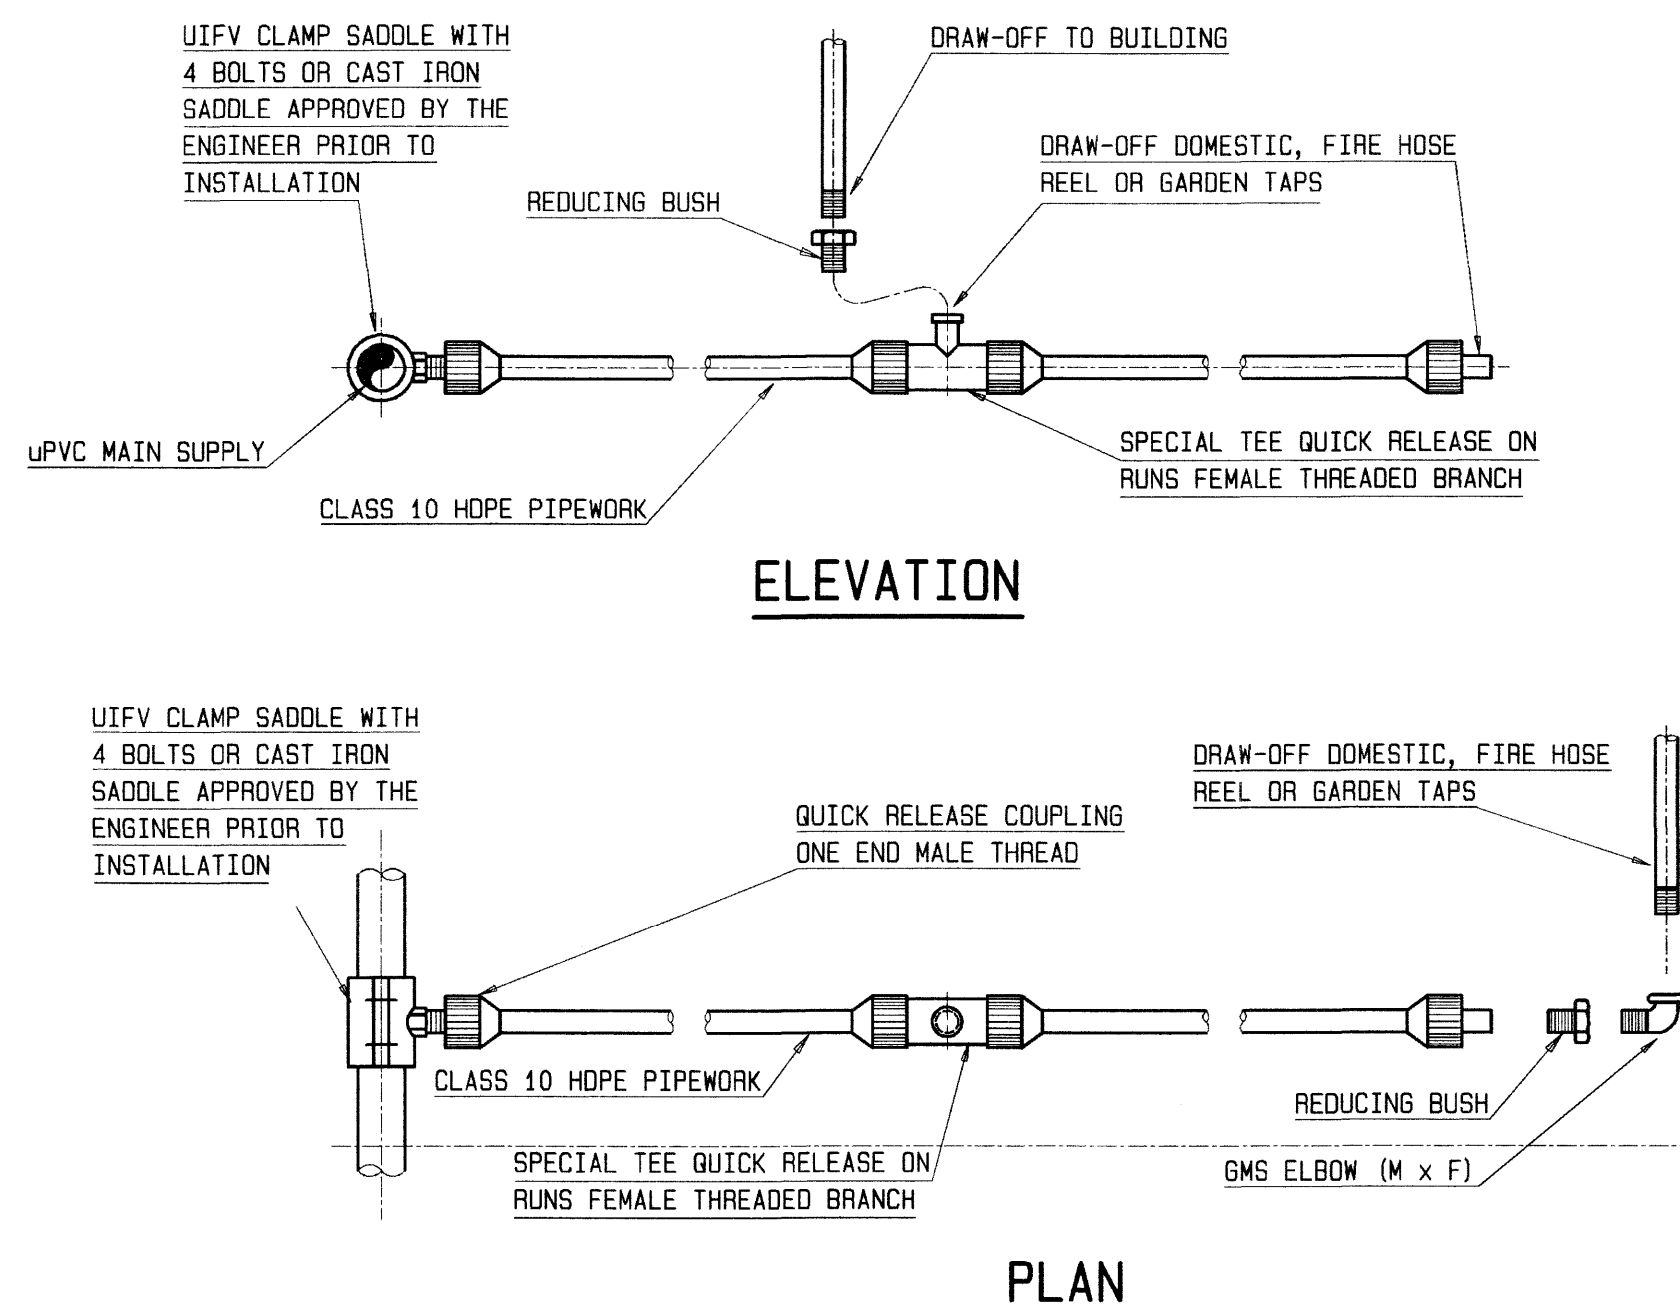 UIFV CLAMP SADDLE WITH
4 BOLTS OR CAST IRON
SADDLE APPROVED BY THE
ENGINEER PRIOR TO
INSTALLATION
DRAW-OFF TO BUILDING
REDUCING BUSH
DRAW-OFF DOMESTIC, FIRE HOSE
REEL OR GARDEN TAPS
uPVC MAIN SUPPLY
CLASS 10 HDPE PIPEWORK
SPECIAL TEE QUICK RELEASE ON
RUNS FEMALE THREADED BRANCH
ELEVATION
UIFV CLAMP SADDLE WITH
4 BOLTS OR CAST IRON
SADDLE APPROVED BY THE
ENGINEER PRIOR TO
INSTALLATION
QUICK RELEASE COUPLING
ONE END MALE THREAD
DRAW-OFF DOMESTIC, FIRE HOSE
REEL OR GARDEN TAPS
CLASS 10 HDPE PIPEWORK
REDUCING BUSH
SPECIAL TEE QUICK RELEASE ON
RUNS FEMALE THREADED BRANCH
GMS ELBOW (M x F)
PLAN